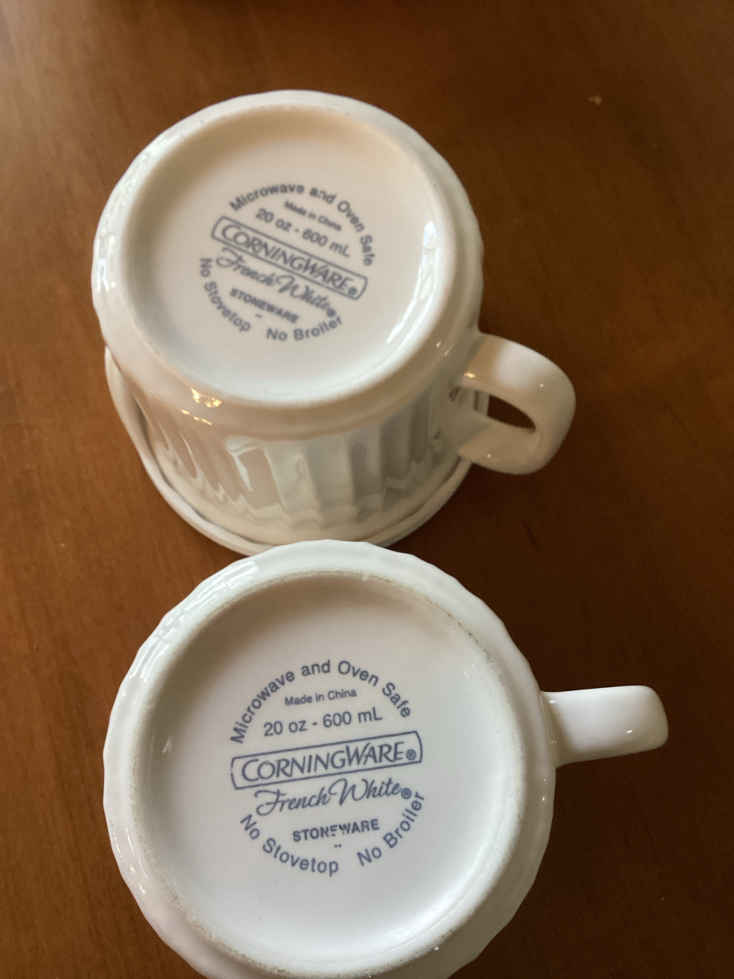 Microwave and Oven Safe
Made in China
20 oz - 600 mL
CORNINGWARE®
French White®
STONEWARE
No Stovetop No Broiler
Microwave and Oven Safe
Made in China
20 oz - 600 mL
CORNINGWARE®
French White®
STONEWARE
No Stovetop No Broiler